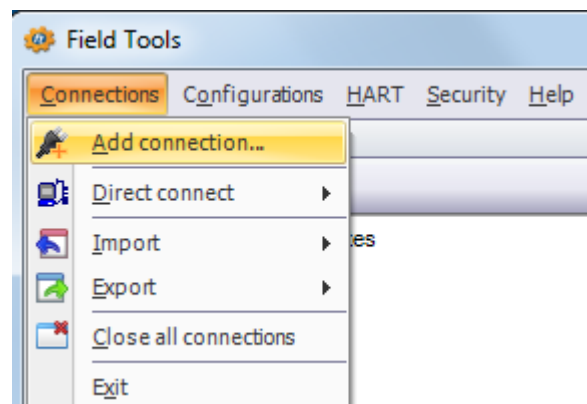 Field Tools
Connections Configurations HART Security Help
Add connection...
Direct connect
Import
Export
Close all connections
Exit